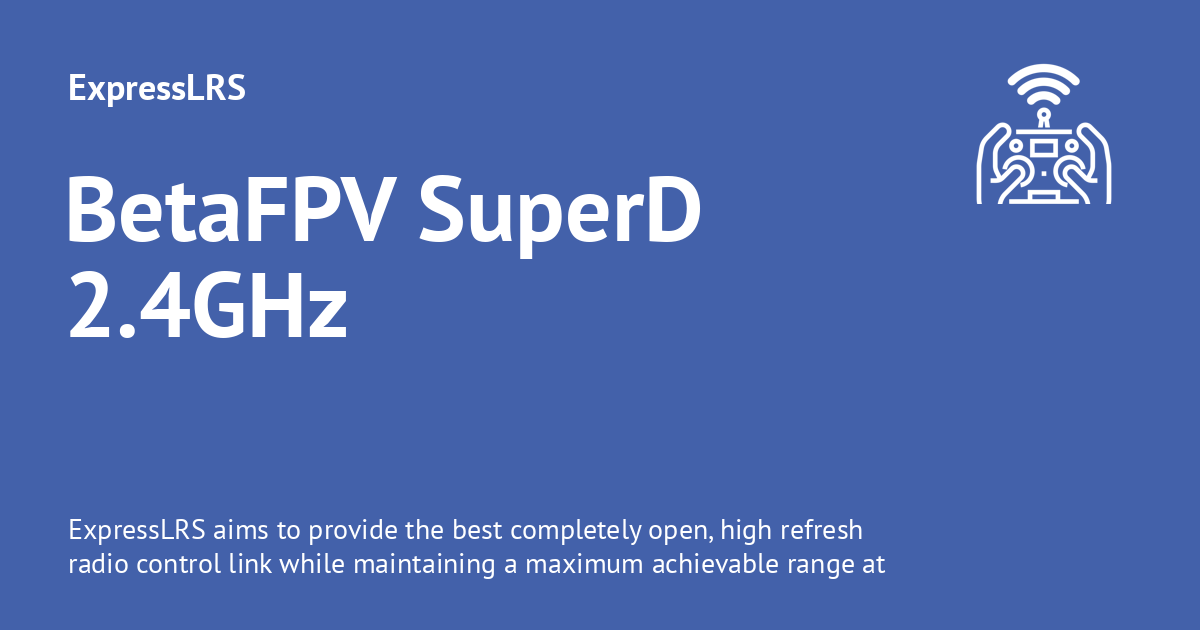 ExpressLRS
BetaFPV SuperD
2.4GHz
ExpressLRS aims to provide the best completely open, high refresh
radio control link while maintaining a maximum achievable range at